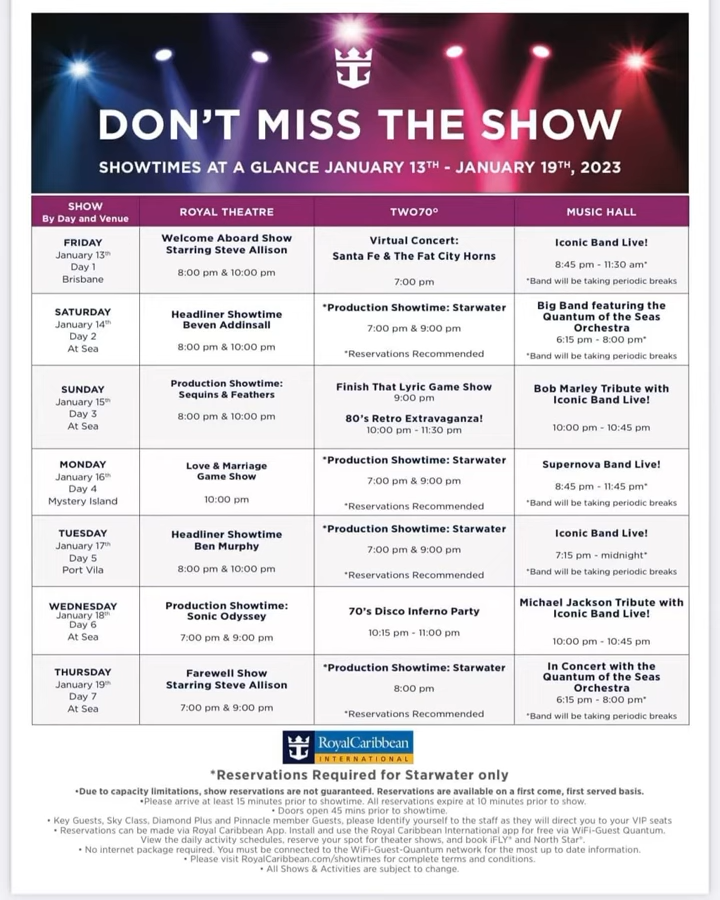 DON'T MISS THE SHOW
SHOWTIMES AT A GLANCE JANUARY 13TH - JANUARY 19TH, 2023
SHOW
By Day and Venue
ROYAL THEATRE
TWO70°
MUSIC HALL
FRIDAY
January 13th
Day 1
Brisbane
Welcome Aboard Show
Starring Steve Allison
8:00 pm & 10:00 pm
Virtual Concert:
Santa Fe & The Fat City Horns
7:00 pm
Iconic Band Live!
8:45 pm - 11:30 am*
*Band will be taking periodic breaks
SATURDAY
January 14th
Day 2
At Sea
Headliner Showtime
Beven Addinsall
8:00 pm & 10:00 pm
*Production Showtime: Starwater
7:00 pm & 9:00 pm
*Reservations Recommended
Big Band featuring the
Quantum of the Seas
Orchestra
6:15 pm - 8:00 pm*
*Band will be taking periodic breaks
SUNDAY
January 15th
Day 3
At Sea
Production Showtime:
Sequins & Feathers
8:00 pm & 10:00 pm
Finish That Lyric Game Show
9:00 pm
80's Retro Extravaganza!
10:00 pm - 11:30 pm
Bob Marley Tribute with
Iconic Band Live!
10:00 pm - 10:45 pm
MONDAY
January 16th
Day 4
Mystery Island
Love & Marriage
Game Show
10:00 pm
*Production Showtime: Starwater
7:00 pm & 9:00 pm
*Reservations Recommended
Supernova Band Live!
8:45 pm - 11:45 pm*
*Band will be taking periodic breaks
TUESDAY
January 17th
Day 5
Port Vila
Headliner Showtime
Ben Murphy
8:00 pm & 10:00 pm
*Production Showtime: Starwater
7:00 pm & 9:00 pm
*Reservations Recommended
Iconic Band Live!
7:15 pm - midnight*
*Band will be taking periodic breaks
WEDNESDAY
January 18th
Day 6
At Sea
Production Showtime:
Sonic Odyssey
7:00 pm & 9:00 pm
70's Disco Inferno Party
10:15 pm - 11:00 pm
Michael Jackson Tribute with
Iconic Band Live!
10:00 pm - 10:45 pm
THURSDAY
January 19th
Day 7
At Sea
Farewell Show
Starring Steve Allison
7:00 pm & 9:00 pm
*Production Showtime: Starwater
8:00 pm
*Reservations Recommended
In Concert with the
Quantum of the Seas
Orchestra
6:15 pm - 8:00 pm*
*Band will be taking periodic breaks
RoyalCaribbean
INTERNATIONAL
*Reservations Required for Starwater only
•Due to capacity limitations, show reservations are not guaranteed. Reservations are available on a first come, first served basis.
•Please arrive at least 15 minutes prior to showtime. All reservations expire at 10 minutes prior to show.
• Doors open 45 mins prior to showtime.
• Key Guests, Sky Class, Diamond Plus and Pinnacle member Guests, please Identify yourself to the staff as they will direct you to your VIP seats
• Reservations can be made via Royal Caribbean App. Install and use the Royal Caribbean International app for free via WiFi-Guest Quantum.
View the daily activity schedules, reserve your spot for theater shows, and book iFLY® and North Star®.
• No internet package required. You must be connected to the WiFi-Guest-Quantum network for the most up to date information.
• Please visit RoyalCaribbean.com/showtimes for complete terms and conditions.
• All Shows & Activities are subject to change.